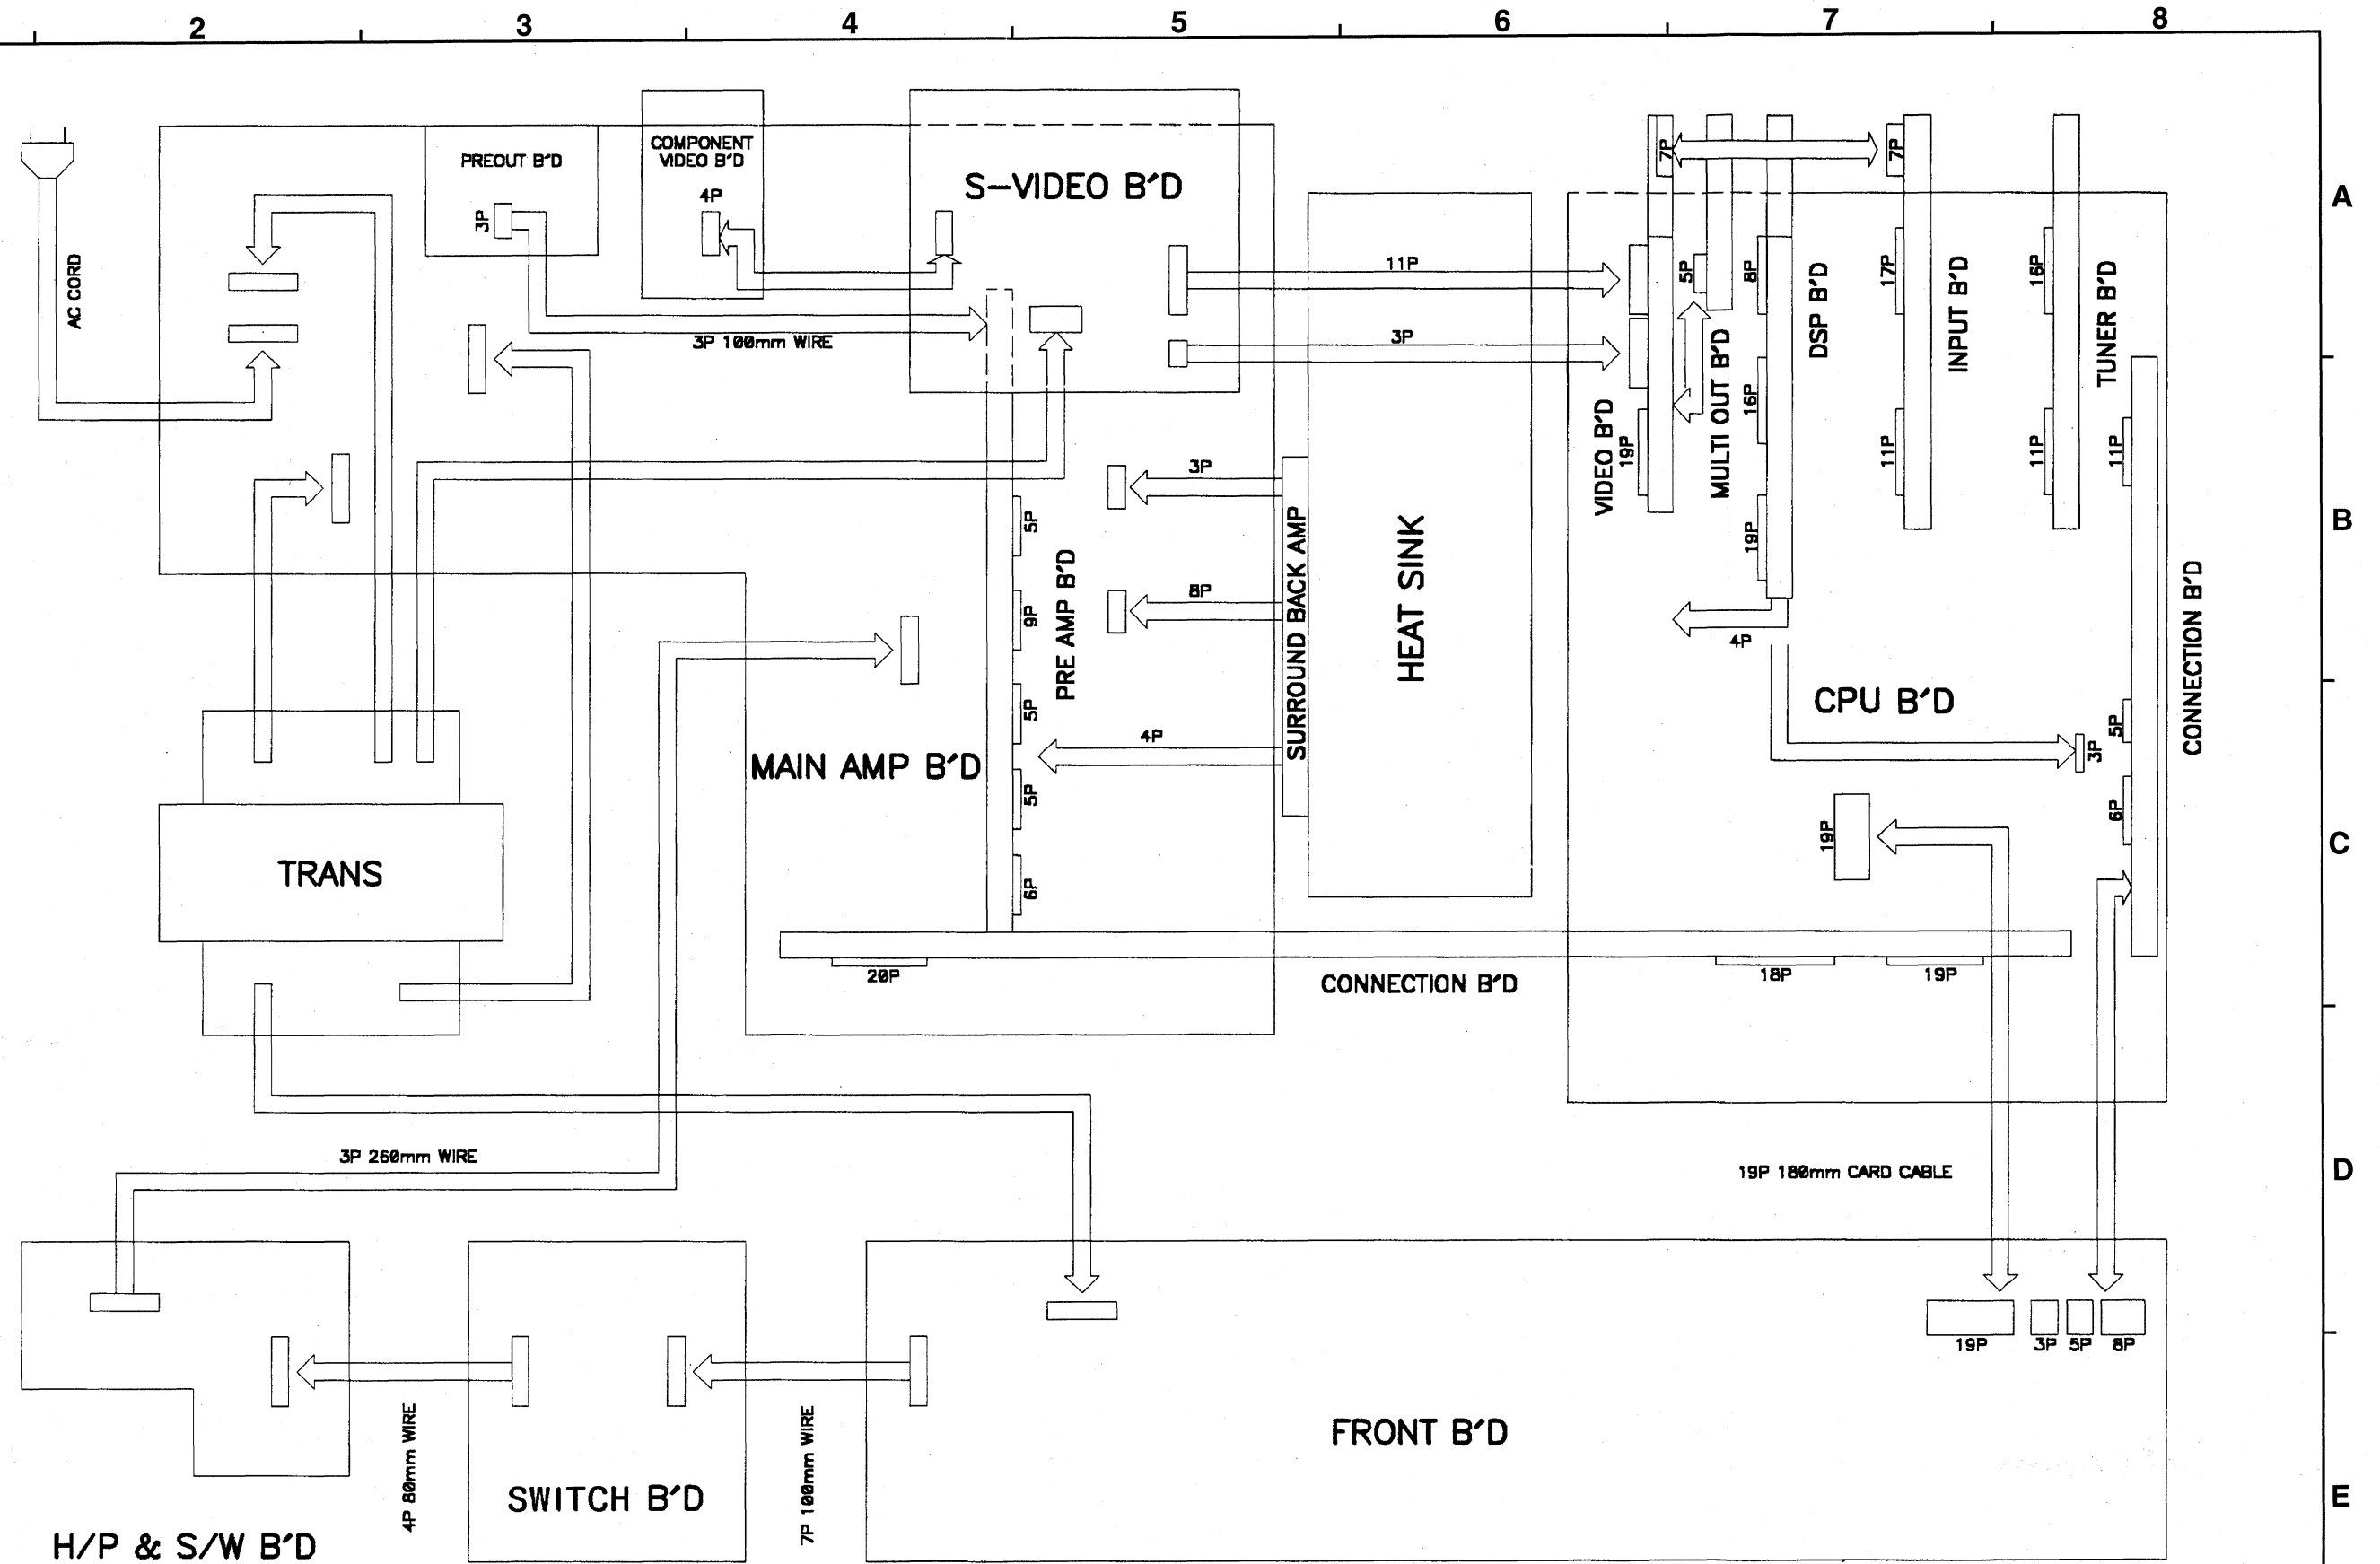 2 3 4 5 6 7 8
A
B
C
D
E
AC CORD
PREOUT B'D
3P
COMPONENT
VIDEO B'D
4P
S-VIDEO B'D
3P 100mm WIRE
11P
3P
7P
7P
5P
8P
17P
16P
19P
16P
11P
11P
11P
19P
VIDEO B'D
MULTI OUT B'D
DSP B'D
INPUT B'D
TUNER B'D
CONNECTION B'D
3P
8P
4P
5P
9P
5P
5P
6P
PRE AMP B'D
SURROUND BACK AMP
HEAT SINK
MAIN AMP B'D
4P
CPU B'D
3P
5P
6P
19P
TRANS
20P
CONNECTION B'D
18P
19P
3P 260mm WIRE
19P 180mm CARD CABLE
19P
3P
5P
8P
4P 80mm WIRE
7P 100mm WIRE
FRONT B'D
SWITCH B'D
H/P & S/W B'D